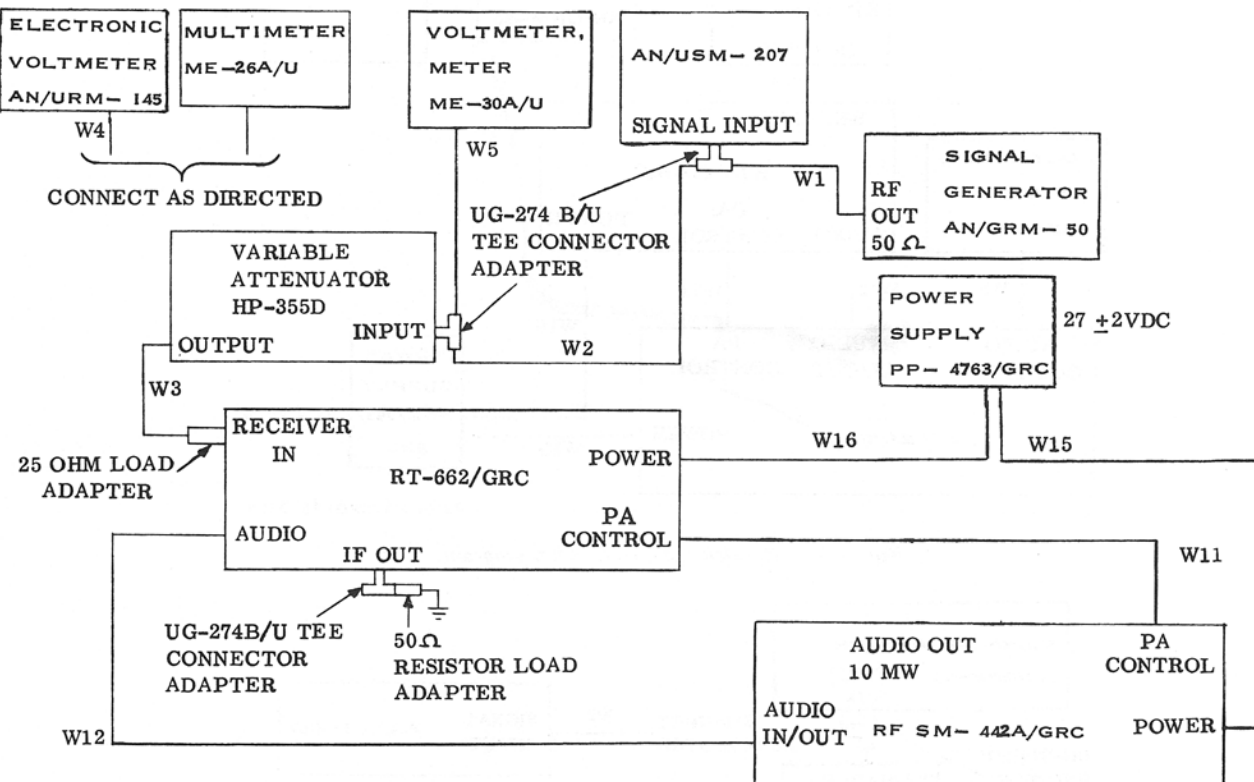 ELECTRONIC
VOLTMETER
AN/URM- 145
MULTIMETER
ME-26A/U
VOLTMETER,
METER
ME-30A/U
AN/USM- 207
SIGNAL INPUT
W4
CONNECT AS DIRECTED
W5
UG-274 B/U
TEE CONNECTOR
ADAPTER
W1
SIGNAL
GENERATOR
AN/GRM- 50
RF
OUT
50 Ω
VARIABLE
ATTENUATOR
HP-355D
INPUT
OUTPUT
W2
POWER
SUPPLY
PP- 4763/GRC
27 ±2VDC
W3
25 OHM LOAD
ADAPTER
RECEIVER
IN
RT-662/GRC
POWER
W16
W15
AUDIO
IF OUT
PA
CONTROL
W11
UG-274B/U TEE
CONNECTOR
ADAPTER
50Ω
RESISTOR LOAD
ADAPTER
AUDIO OUT
10 MW
PA
CONTROL
W12
AUDIO
IN/OUT
RF SM- 442A/GRC
POWER